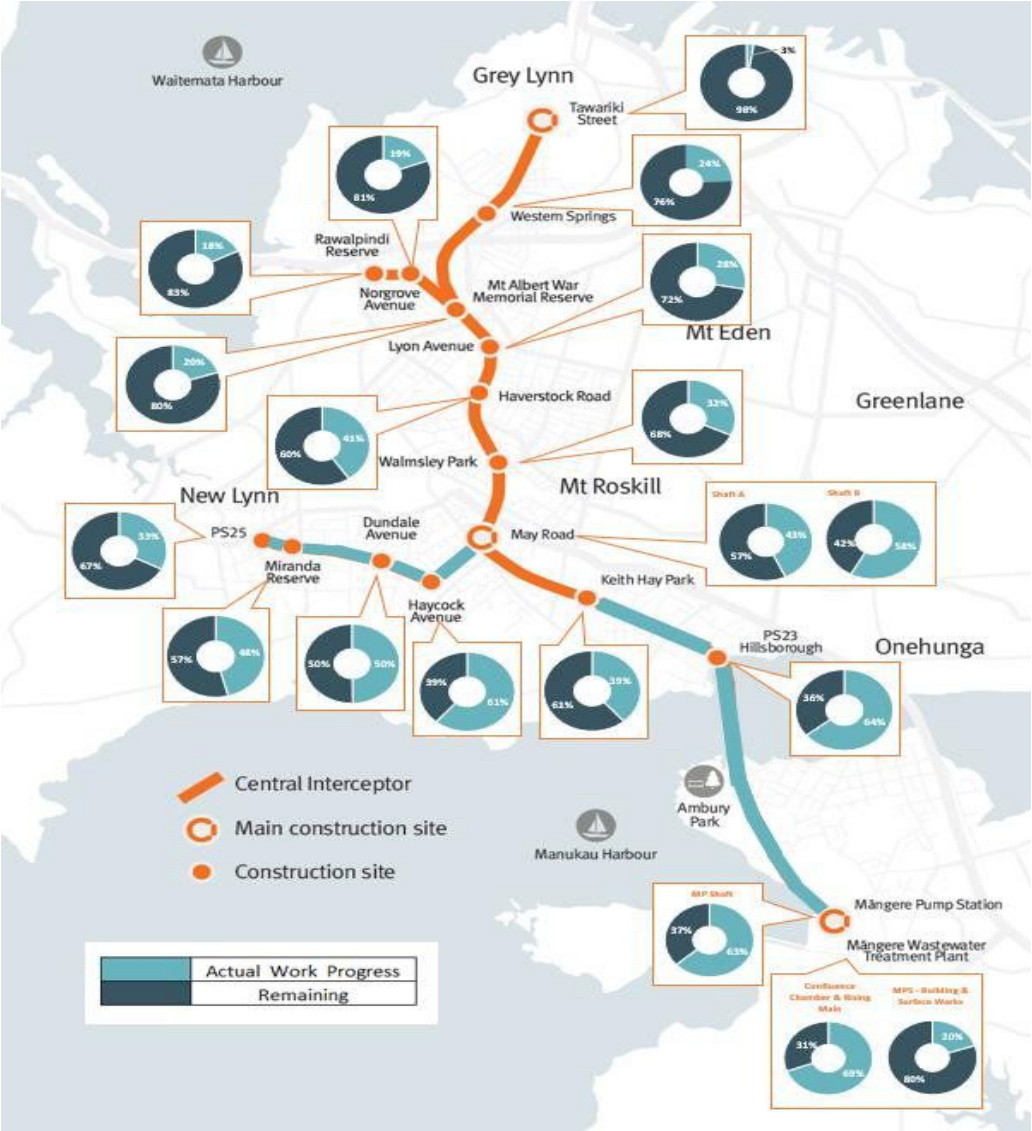 Waitemata Harbour
Grey Lynn
Tawariki
Street
3%
98%
19%
81%
24%
76%
Western Springs
Rawalpindi
Reserve
18%
83%
Norgrove
Avenue
Mt Albert War
Memorial Reserve
28%
72%
Mt Eden
Lyon Avenue
20%
80%
Haverstock Road
Greenlane
32%
68%
41%
60%
Walmsley Park
New Lynn
Mt Roskill
Shaft A
Shaft B
43%
57%
58%
42%
33%
67%
PS25
Dundale
Avenue
May Road
Miranda
Reserve
Keith Hay Park
Haycock
Avenue
PS23
Hillsborough
Onehunga
57%
48%
50%
50%
39%
61%
39%
61%
36%
64%
Central Interceptor
Main construction site
Construction site
Ambury
Park
Manukau Harbour
MP Shaft
37%
63%
Māngere Pump Station
Māngere Wastewater
Treatment Plant
Actual Work Progress
Remaining
Confluence
Chamber & Rising
Main
MPS - Building &
Surface Works
31%
69%
20%
80%